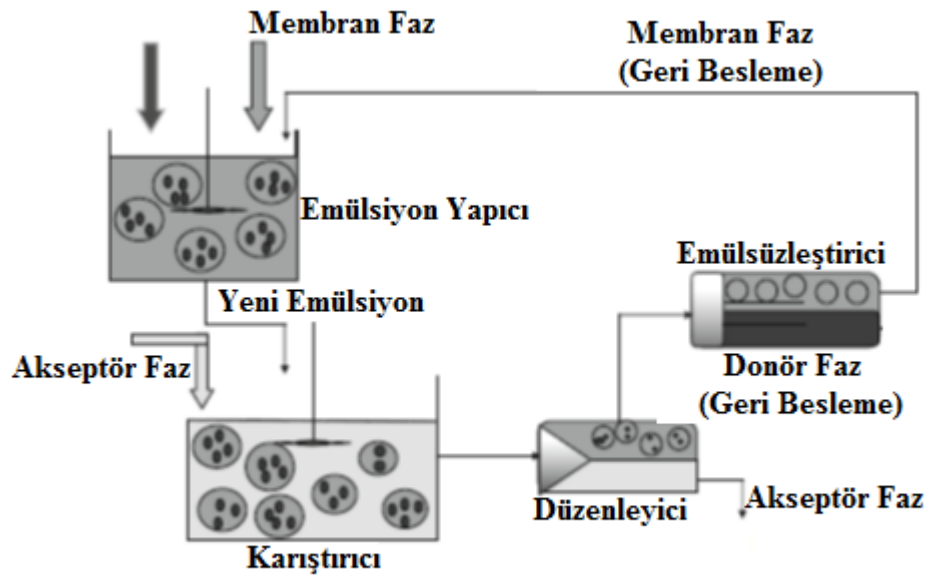 Membran Faz
Membran Faz
(Geri Besleme)
Emülsiyon Yapıcı
Emülsüzleştirici
Yeni Emülsiyon
Akseptör Faz
Donör Faz
(Geri Besleme)
Düzenleyici
Akseptör Faz
Karıştırıcı